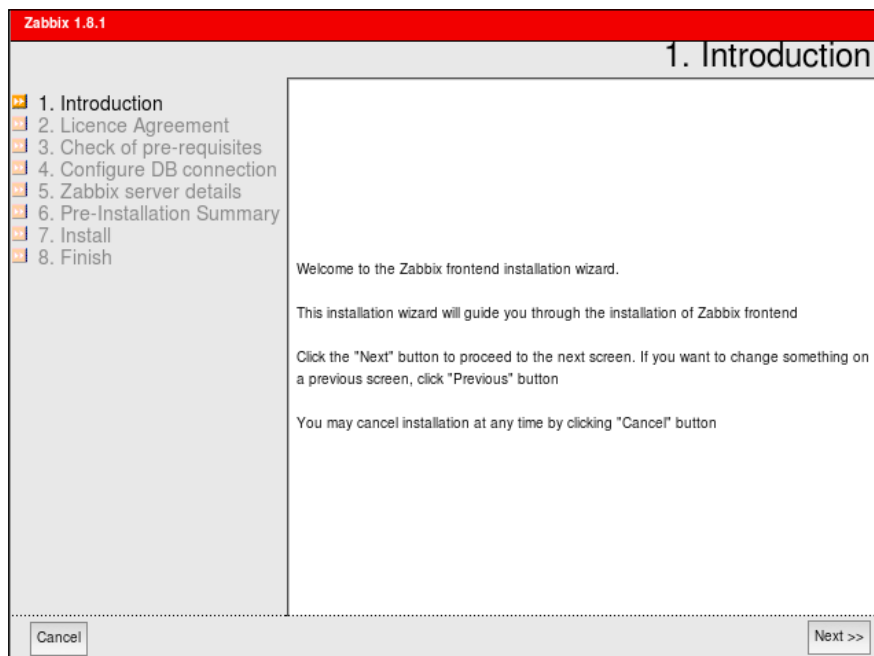 Zabbix 1.8.1
1. Introduction
1. Introduction
2. Licence Agreement
3. Check of pre-requisites
4. Configure DB connection
5. Zabbix server details
6. Pre-Installation Summary
7. Install
8. Finish
Welcome to the Zabbix frontend installation wizard.
This installation wizard will guide you through the installation of Zabbix frontend
Click the "Next" button to proceed to the next screen. If you want to change something on
a previous screen, click "Previous" button
You may cancel installation at any time by clicking "Cancel" button
Cancel
Next >>